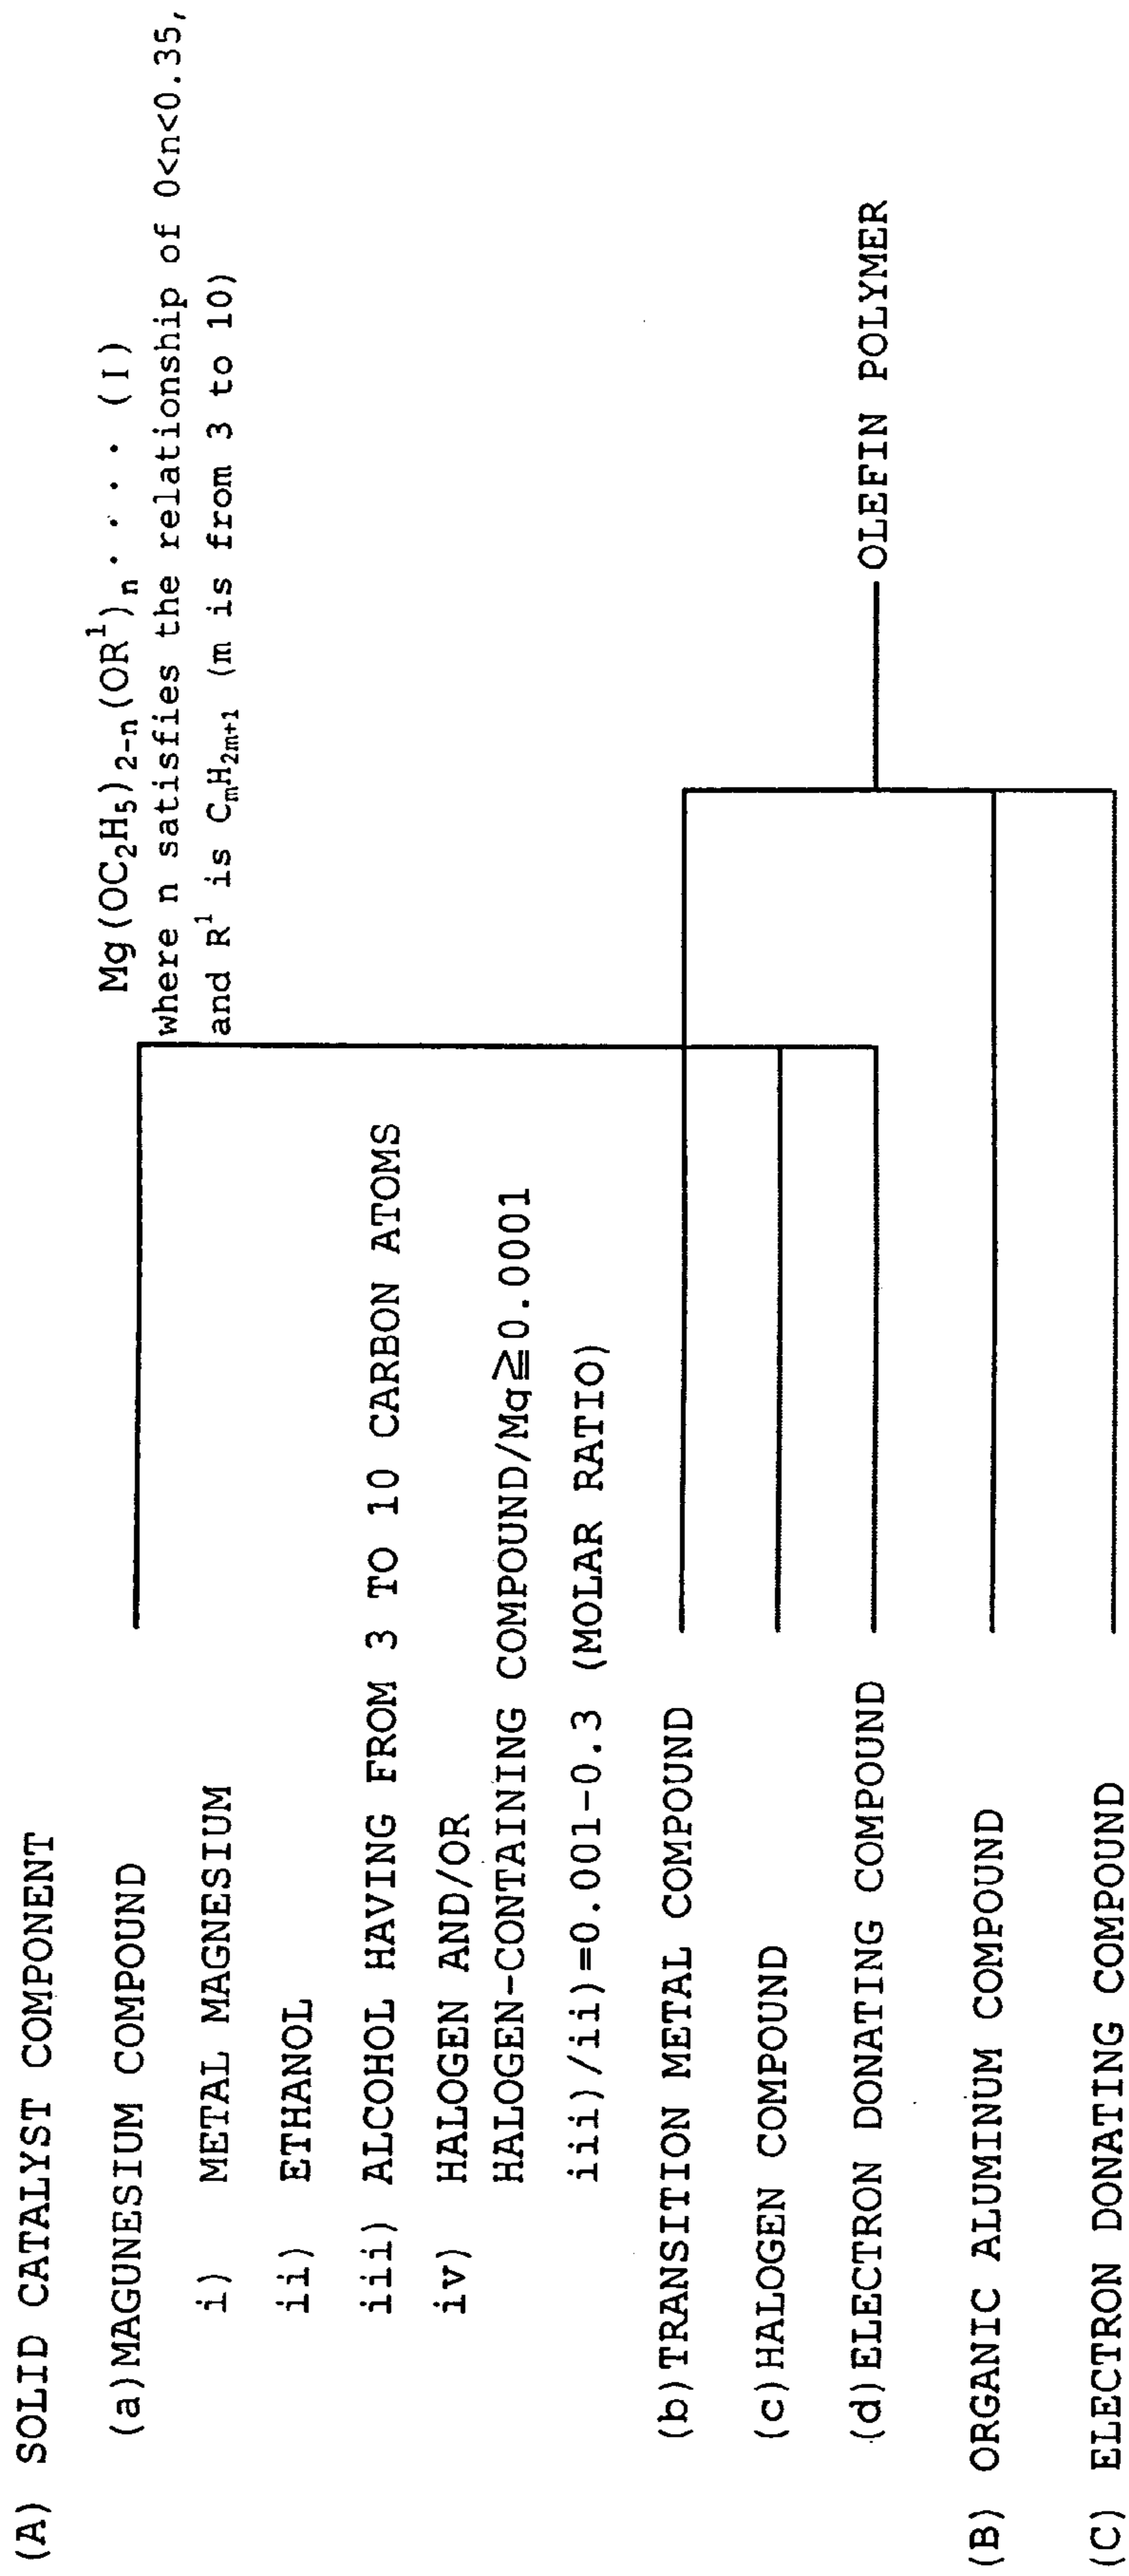 (A) SOLID CATALYST COMPONENT
Mg(OC₂H₅)₂₋ₙ(OR¹)ₙ・・・・(I)
(a)MAGUNESIUM COMPOUND
where n satisfies the relationship of 0<n<0.35,
i) METAL MAGNESIUM
and R¹ is CₘH₂ₘ₊₁ (m is from 3 to 10)
ii) ETHANOL
iii) ALCOHOL HAVING FROM 3 TO 10 CARBON ATOMS
iv) HALOGEN AND/OR
HALOGEN-CONTAINING COMPOUND/Mg≧0.0001
iii)/ii)=0.001-0.3 (MOLAR RATIO)
(b)TRANSITION METAL COMPOUND
(c)HALOGEN COMPOUND
(d)ELECTRON DONATING COMPOUND
OLEFIN POLYMER
(B) ORGANIC ALUMINUM COMPOUND
(C) ELECTRON DONATING COMPOUND